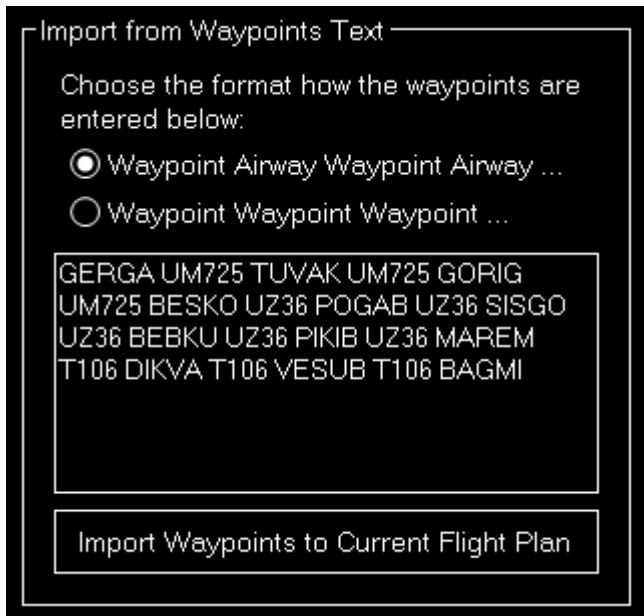 Import from Waypoints Text
Choose the format how the waypoints are
entered below:
Waypoint Airway Waypoint Airway ...
Waypoint Waypoint Waypoint ...
GERGA UM725 TUVAK UM725 GORIG
UM725 BESKO UZ36 POGAB UZ36 SISGO
UZ36 BEBKU UZ36 PIKIB UZ36 MAREM
T106 DIKVA T106 VESUB T106 BAGMI
Import Waypoints to Current Flight Plan